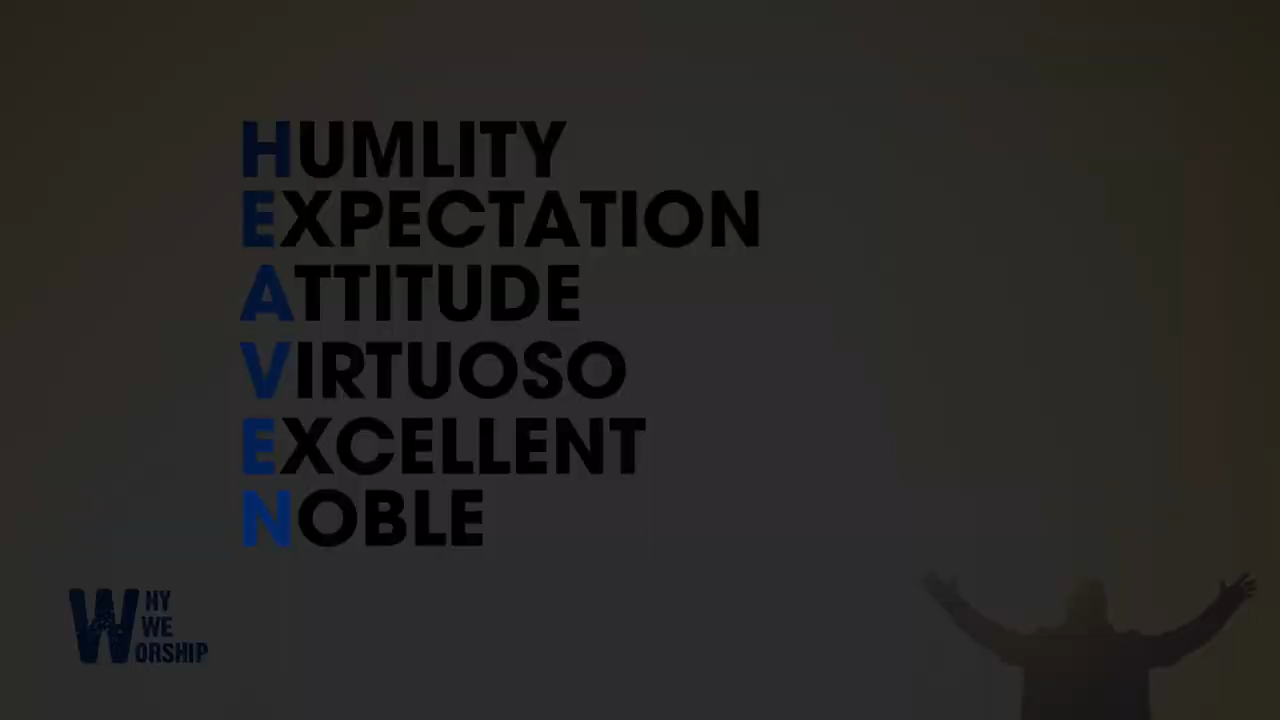 HUMLITY
EXPECTATION
ATTITUDE
VIRTUOSO
EXCELLENT
NOBLE
WHY
WE
WORSHIP